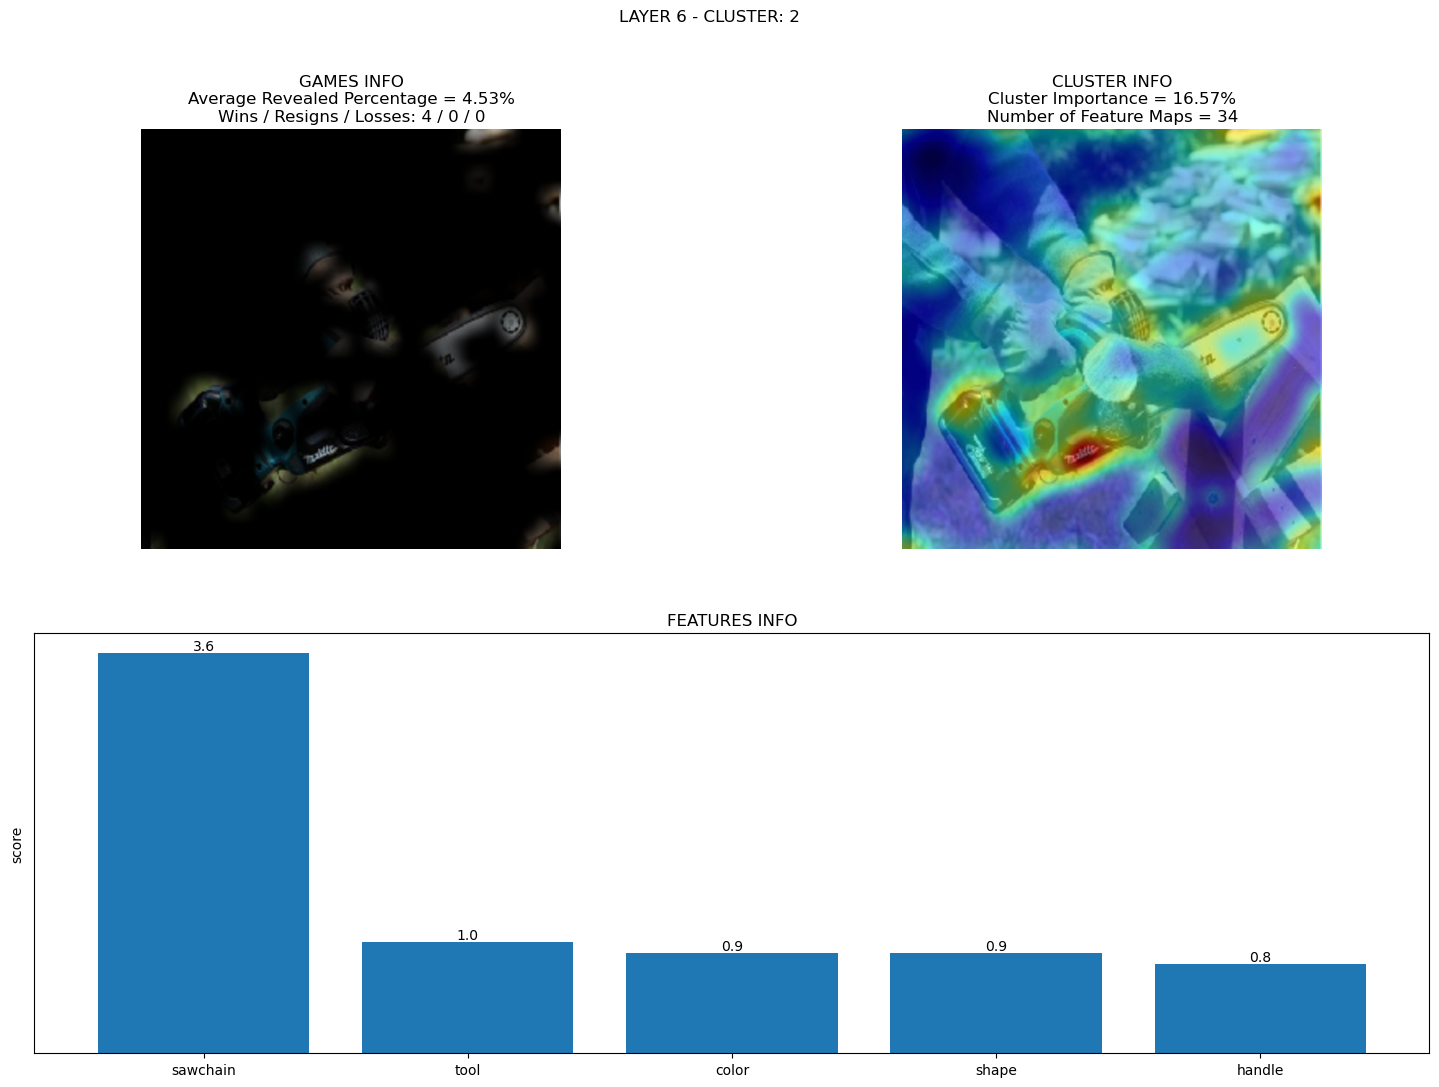 LAYER 6 - CLUSTER: 2
GAMES INFO
Average Revealed Percentage = 4.53%
Wins / Resigns / Losses: 4 / 0 / 0
CLUSTER INFO
Cluster Importance = 16.57%
Number of Feature Maps = 34
makita
makita
FEATURES INFO
score
3.6
1.0
0.9
0.9
0.8
sawchain
tool
color
shape
handle